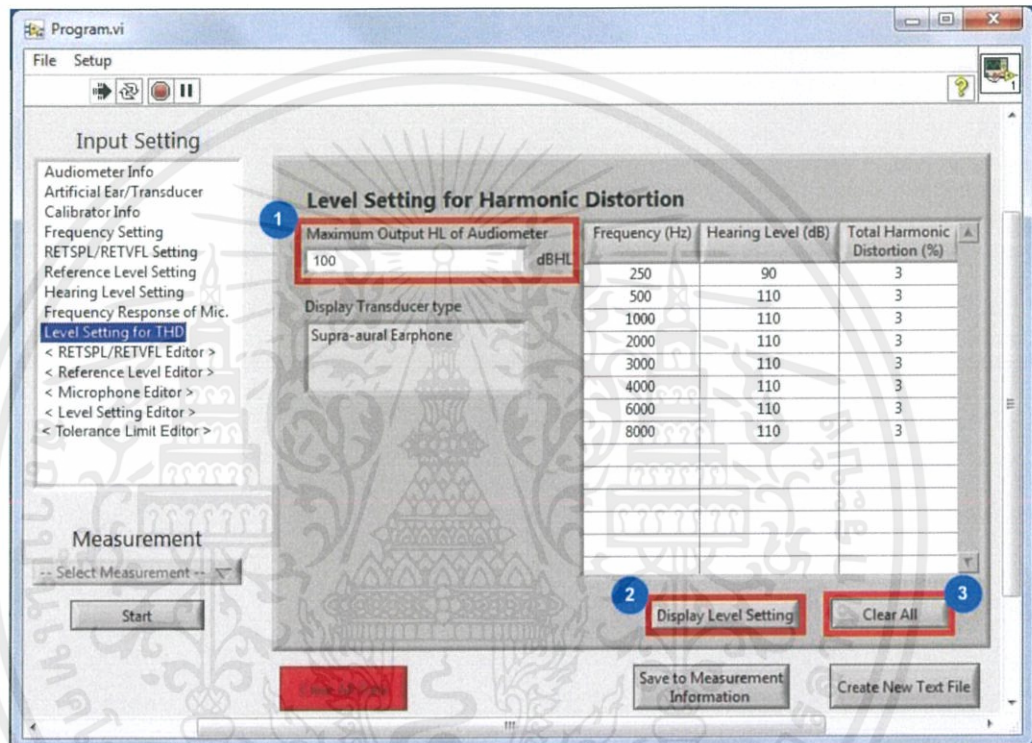 Program.vi
File Setup
1
Input Setting
Audiometer Info
Artificial Ear/Transducer
Calibrator Info
Frequency Setting
RETSPL/RETVFL Setting
Reference Level Setting
Hearing Level Setting
Frequency Response of Mic.
Level Setting for THD
< RETSPL/RETVFL Editor >
< Reference Level Editor >
< Microphone Editor >
< Level Setting Editor >
< Tolerance Limit Editor >
Measurement
-- Select Measurement --
Start
Level Setting for Harmonic Distortion
1
Maximum Output HL of Audiometer
100 dBHL
Display Transducer type
Supra-aural Earphone
Frequency (Hz) Hearing Level (dB) Total Harmonic Distortion (%)
250 90 3
500 110 3
1000 110 3
2000 110 3
3000 110 3
4000 110 3
6000 110 3
8000 110 3
2
Display Level Setting
3
Clear All
Save to Measurement
Information
Create New Text File